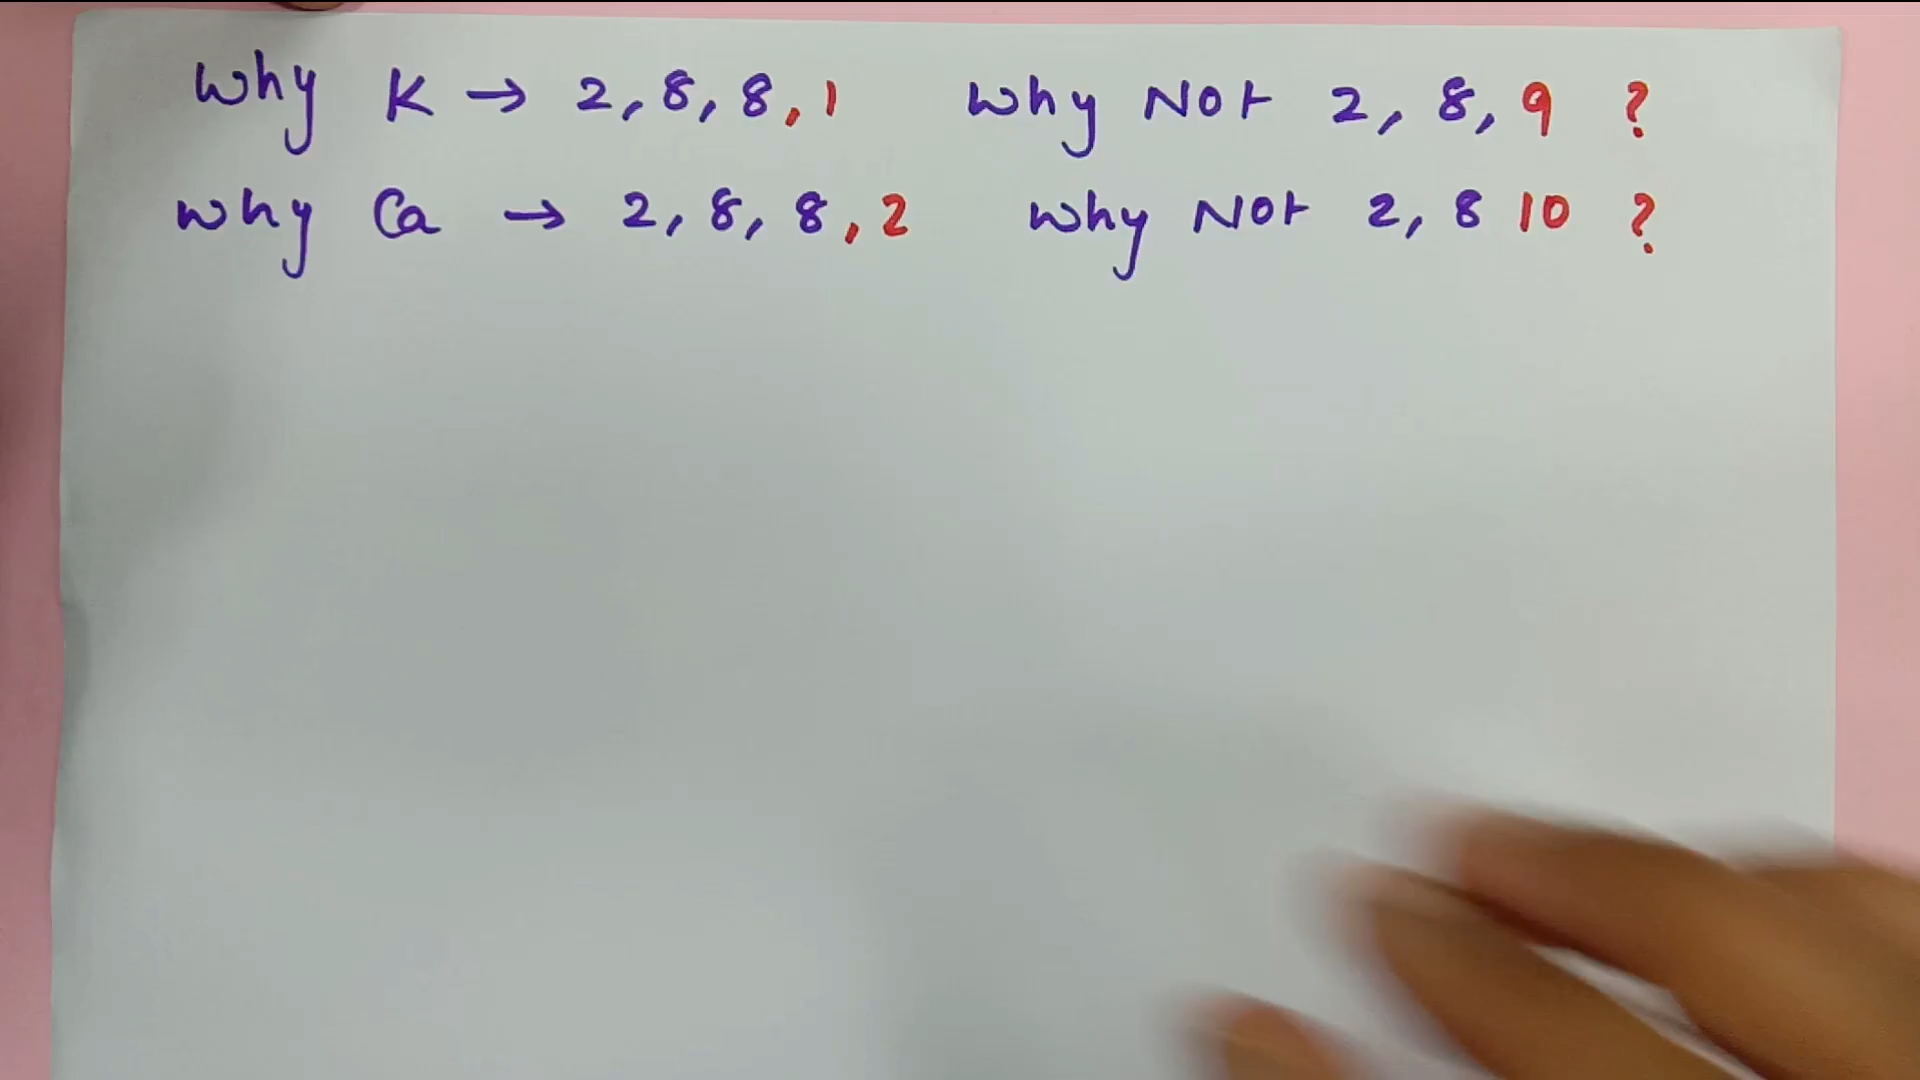 Why K → 2, 8, 8, 1 Why Not 2, 8, 9 ?
Why Ca → 2, 8, 8, 2 Why Not 2, 8 10 ?